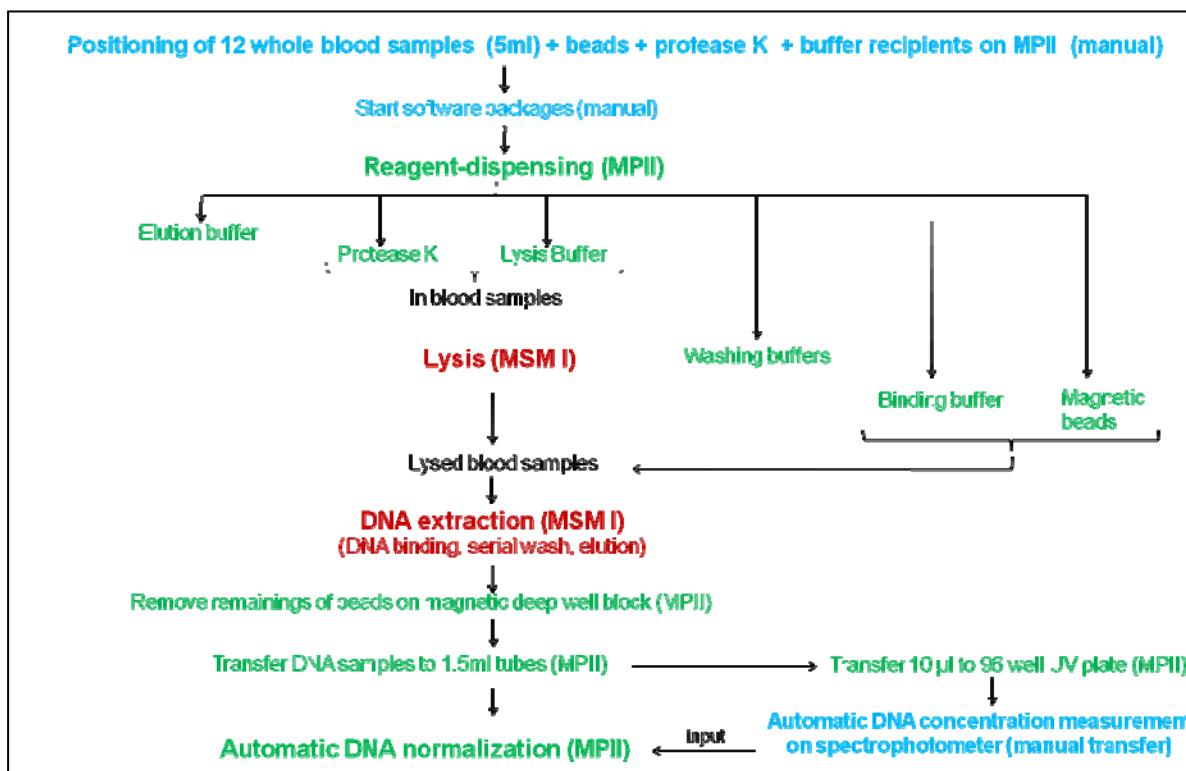 Positioning of 12 whole blood samples (5ml) + beads + protease K + buffer recipients on MPII (manual)
Start software packages (manual)
Reagent-dispensing (MPII)
Elution buffer
Protease K
Lysis Buffer
In blood samples
Lysis (MSM I)
Washing buffers
Binding buffer
Magnetic
beads
Lysed blood samples
DNA extraction (MSM I)
(DNA binding, serial wash, elution)
Remove remainings of beads on magnetic deep well block (MPII)
Transfer DNA samples to 1.5ml tubes (MPII)
Transfer 10 µl to 96 well UV plate (MPII)
Automatic DNA concentration measurement
on spectrophotometer (manual transfer)
Input
Automatic DNA normalization (MPII)